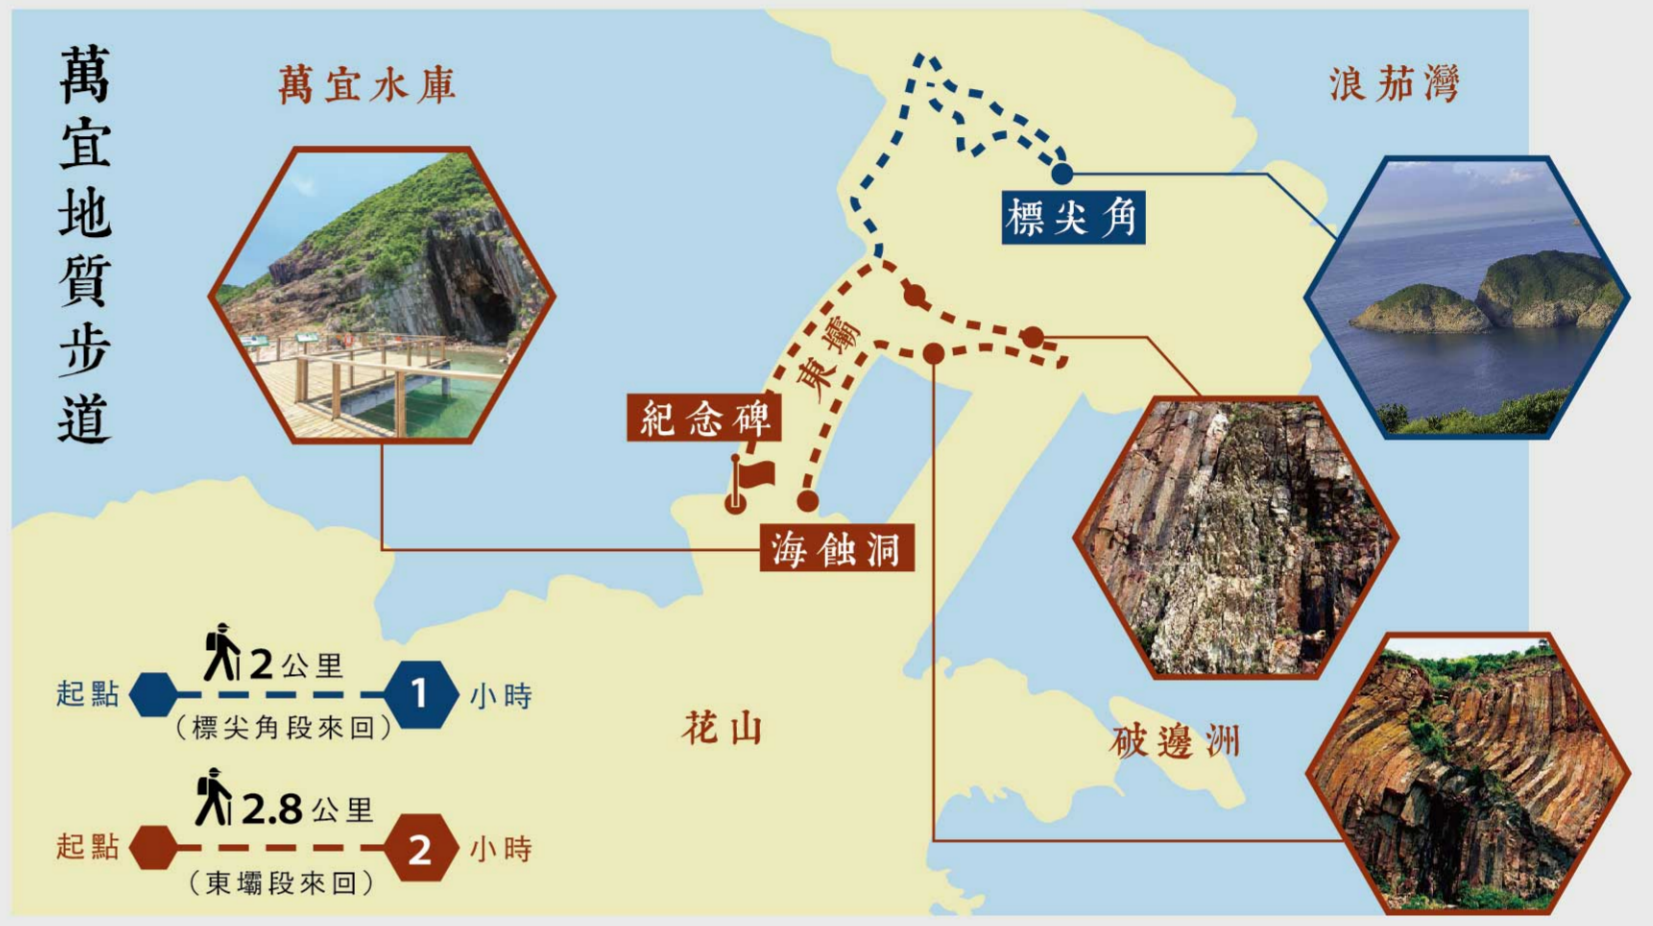 萬宜地質步道
萬宜水庫
浪茄灣
標尖角
東壩
紀念碑
海蝕洞
花山
破邊洲
2公里
起點 1 小時
（標尖角段來回）
2.8公里
起點 2 小時
（東壩段來回）